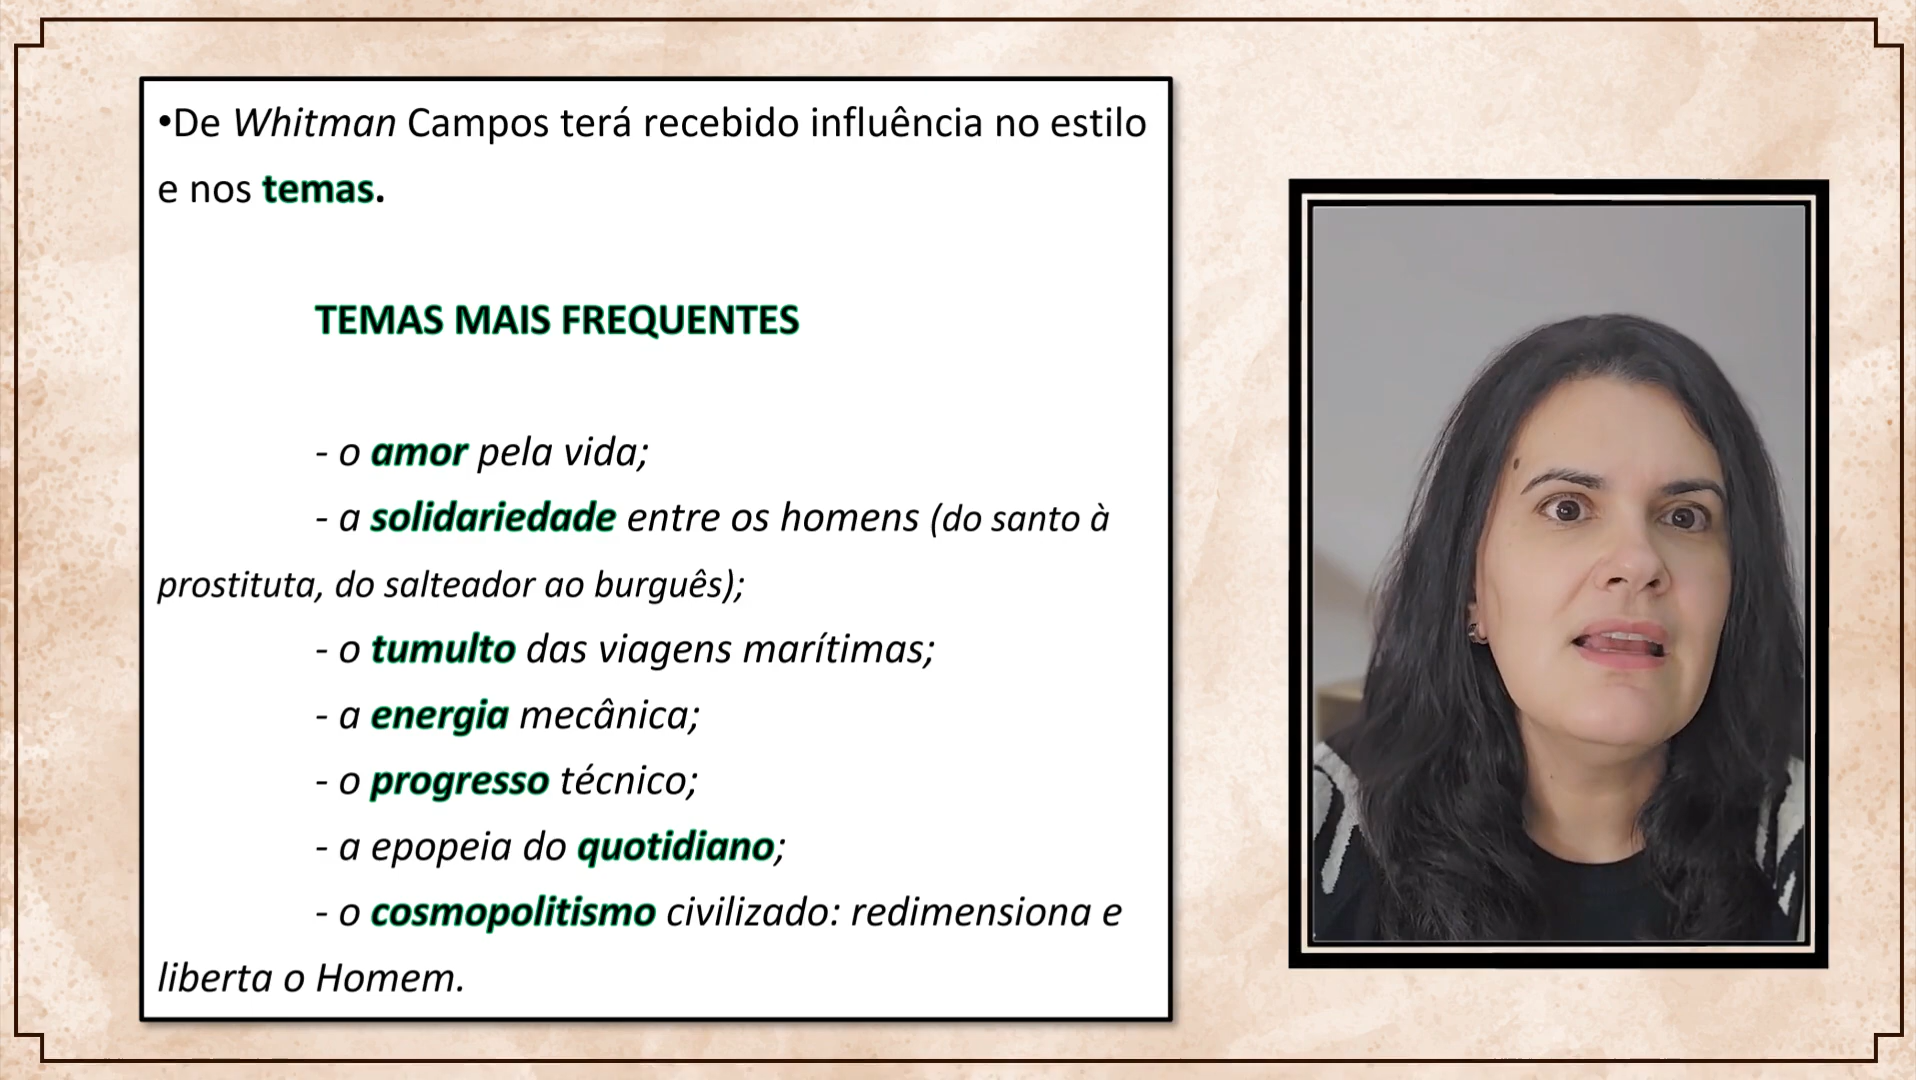 •De Whitman Campos terá recebido influência no estilo
e nos temas.
TEMAS MAIS FREQUENTES
- o amor pela vida;
- a solidariedade entre os homens (do santo à
prostituta, do salteador ao burguês);
- o tumulto das viagens marítimas;
- a energia mecânica;
- o progresso técnico;
- a epopeia do quotidiano;
- o cosmopolitismo civilizado: redimensiona e
liberta o Homem.